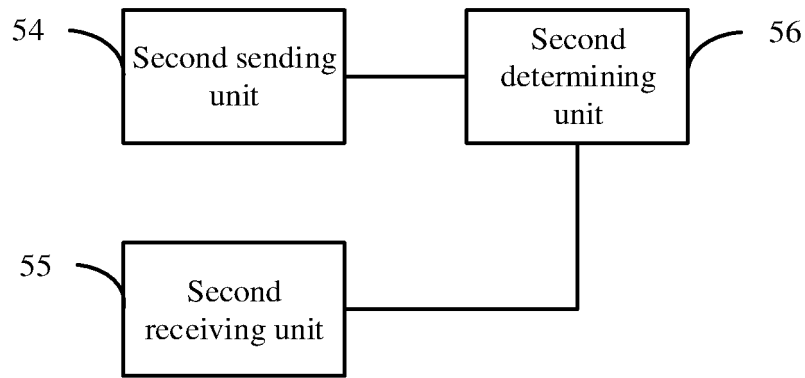 54
Second sending
unit
Second
determining
unit
56
55
Second
receiving unit